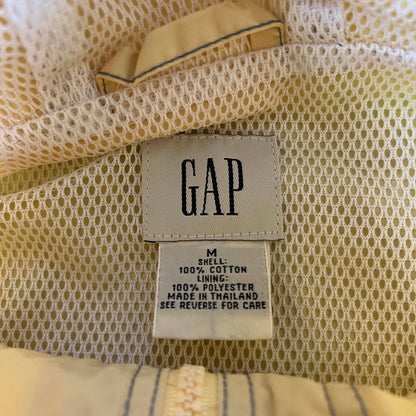 GAP
M
SHELL:
100% COTTON
LINING:
100% POLYESTER
MADE IN THAILAND
SEE REVERSE FOR CARE